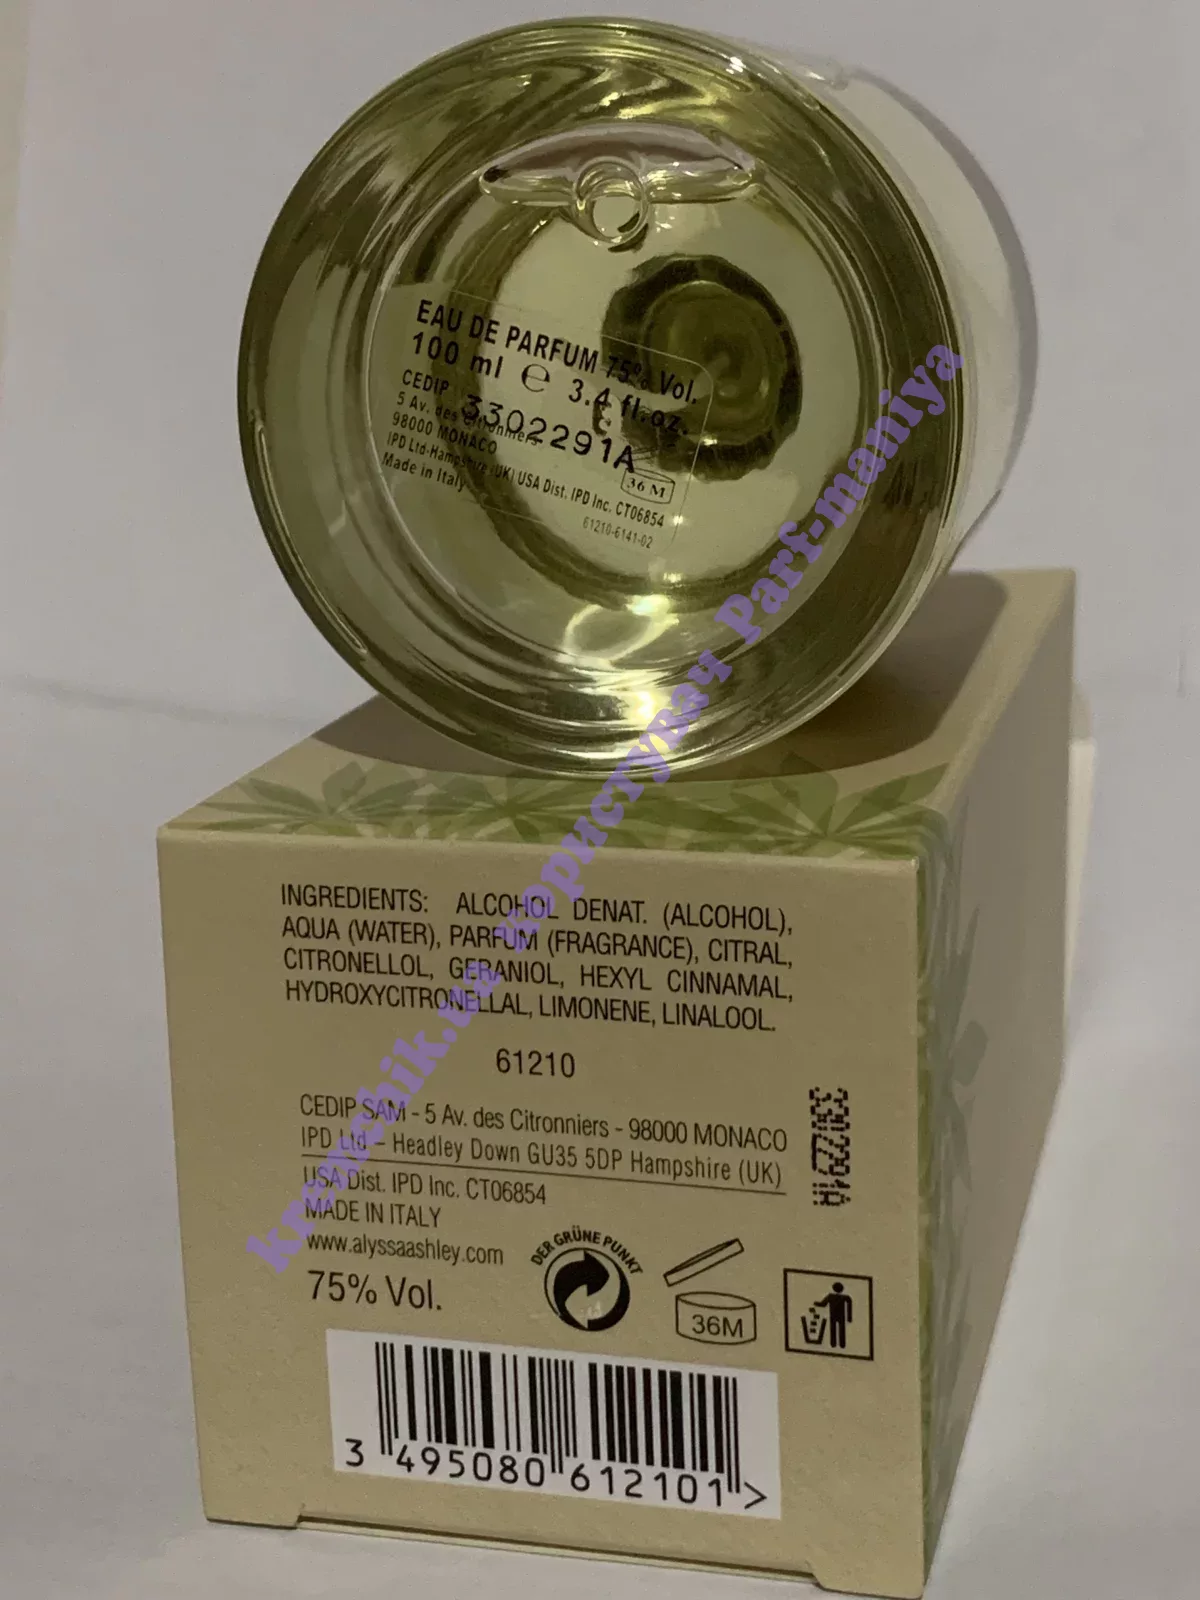 EAU DE PARFUM 75% Vol.
100 ml ℮ 3.4 fl.oz.
CEDIP
5 Av. des Citronniers
98000 MONACO
3302291A
IPD Ltd-Hampshire (UK) USA Dist. IPD Inc. CT06854
Made in Italy
36 M
61210-6141-02
INGREDIENTS: ALCOHOL DENAT. (ALCOHOL),
AQUA (WATER), PARFUM (FRAGRANCE), CITRAL,
CITRONELLOL, GERANIOL, HEXYL CINNAMAL,
HYDROXYCITRONELLAL, LIMONENE, LINALOOL.
61210
CEDIP SAM - 5 Av. des Citronniers - 98000 MONACO
IPD Ltd – Headley Down GU35 5DP Hampshire (UK)
USA Dist. IPD Inc. CT06854
MADE IN ITALY
www.alyssaashley.com
75% Vol.
DER GRÜNE PUNKT
36M
3 495080 612101 >
kremchik.ua користувач Parf-maniya